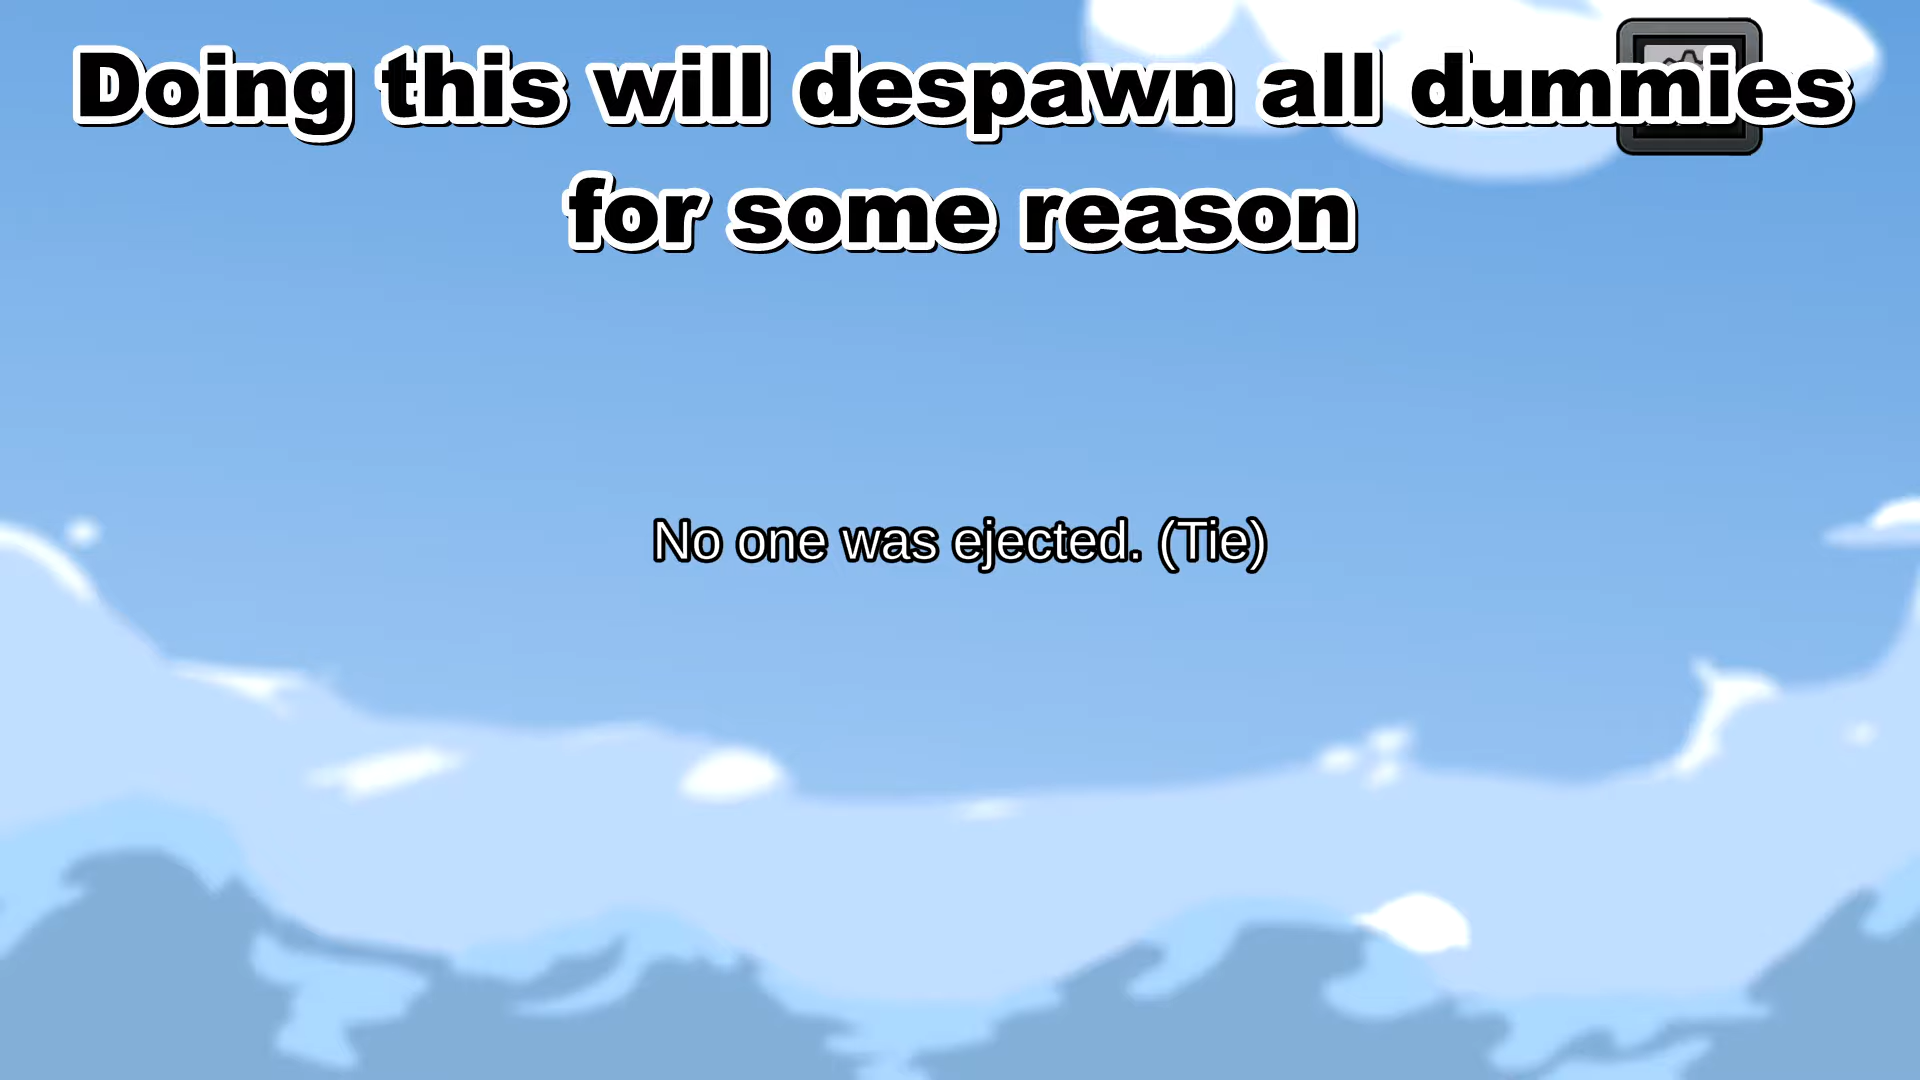 Doing this will despawn all dummies
for some reason
No one was ejected. (Tie)